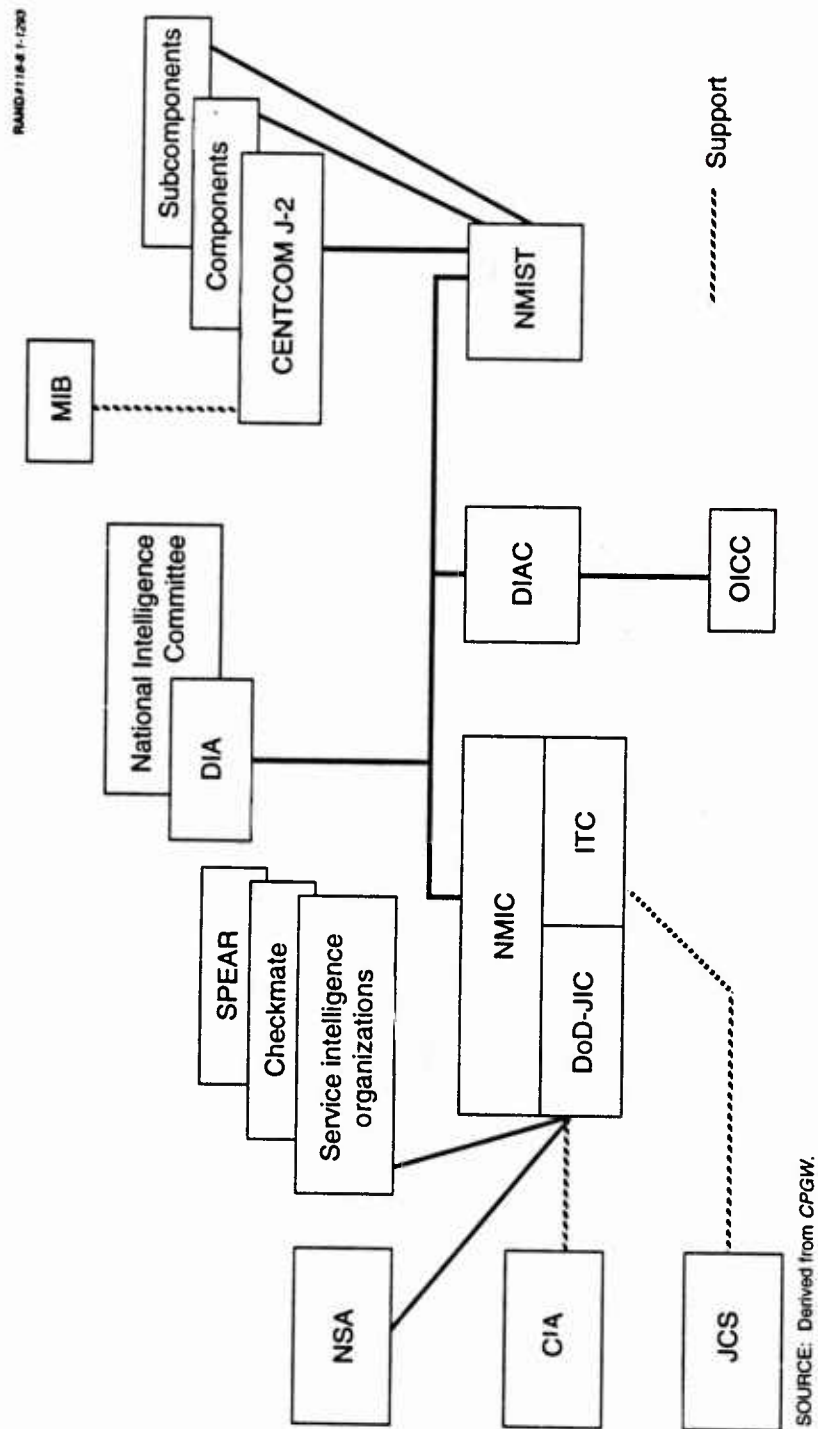 RAND#118-8.1-1293
MIB
Subcomponents
Components
CENTCOM J-2
National Intelligence
Committee
DIA
SPEAR
Checkmate
Service intelligence
organizations
NSA
CIA
JCS
NMIC
DoD-JIC
ITC
DIAC
NMIST
OICC
Support
SOURCE: Derived from CPGW.